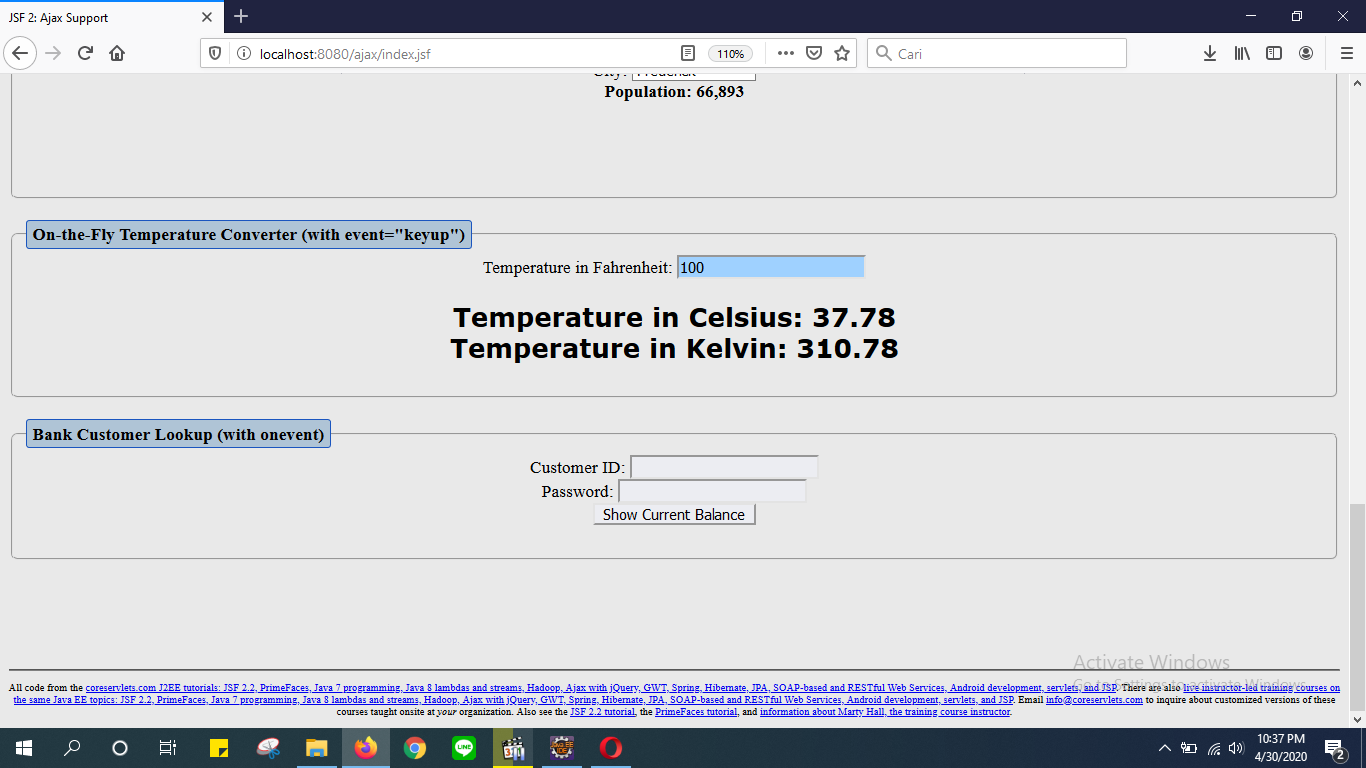 JSF 2: Ajax Support
localhost:8080/ajax/index.jsf
110%
Cari
City: Frederick
Population: 66,893
On-the-Fly Temperature Converter (with event="keyup")
Temperature in Fahrenheit: 100
Temperature in Celsius: 37.78
Temperature in Kelvin: 310.78
Bank Customer Lookup (with onevent)
Customer ID:
Password:
Show Current Balance
Activate Windows
Go to Settings to activate Windows.
All code from the coreservlets.com J2EE tutorials: JSF 2.2, PrimeFaces, Java 7 programming, Java 8 lambdas and streams, Hadoop, Ajax with jQuery, GWT, Spring, Hibernate, JPA, SOAP-based and RESTful Web Services, Android development, servlets, and JSP. There are also live instructor-led training courses on
the same Java EE topics: JSF 2.2, PrimeFaces, Java 7 programming, Java 8 lambdas and streams, Hadoop, Ajax with jQuery, GWT, Spring, Hibernate, JPA, SOAP-based and RESTful Web Services, Android development, servlets, and JSP. Email info@coreservlets.com to inquire about customized versions of these
courses taught onsite at your organization. Also see the JSF 2.2 tutorial, the PrimeFaces tutorial, and information about Marty Hall, the training course instructor.
LINE
10:37 PM
4/30/2020
2